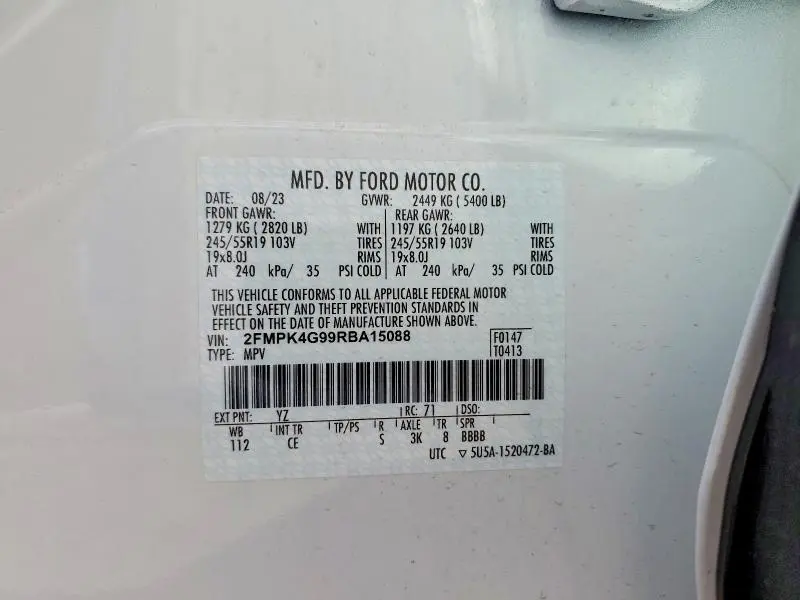 MFD. BY FORD MOTOR CO.
DATE: 08/23 GVWR: 2449 KG ( 5400 LB)
FRONT GAWR: REAR GAWR:
1279 KG ( 2820 LB) WITH 1197 KG ( 2640 LB) WITH
245/55R19 103V TIRES 245/55R19 103V TIRES
19x8.0J RIMS 19x8.0J RIMS
AT 240 kPa/ 35 PSI COLD AT 240 kPa/ 35 PSI COLD
THIS VEHICLE CONFORMS TO ALL APPLICABLE FEDERAL MOTOR
VEHICLE SAFETY AND THEFT PREVENTION STANDARDS IN
EFFECT ON THE DATE OF MANUFACTURE SHOWN ABOVE.
VIN: 2FMPK4G99RBA15088 F0147
TYPE: MPV T0413
EXT PNT: YZ RC: 71 DSO:
WB INT TR TP/PS R AXLE TR SPR
112 CE S 3K 8 BBBB
UTC ▽ 5U5A-1520472-BA